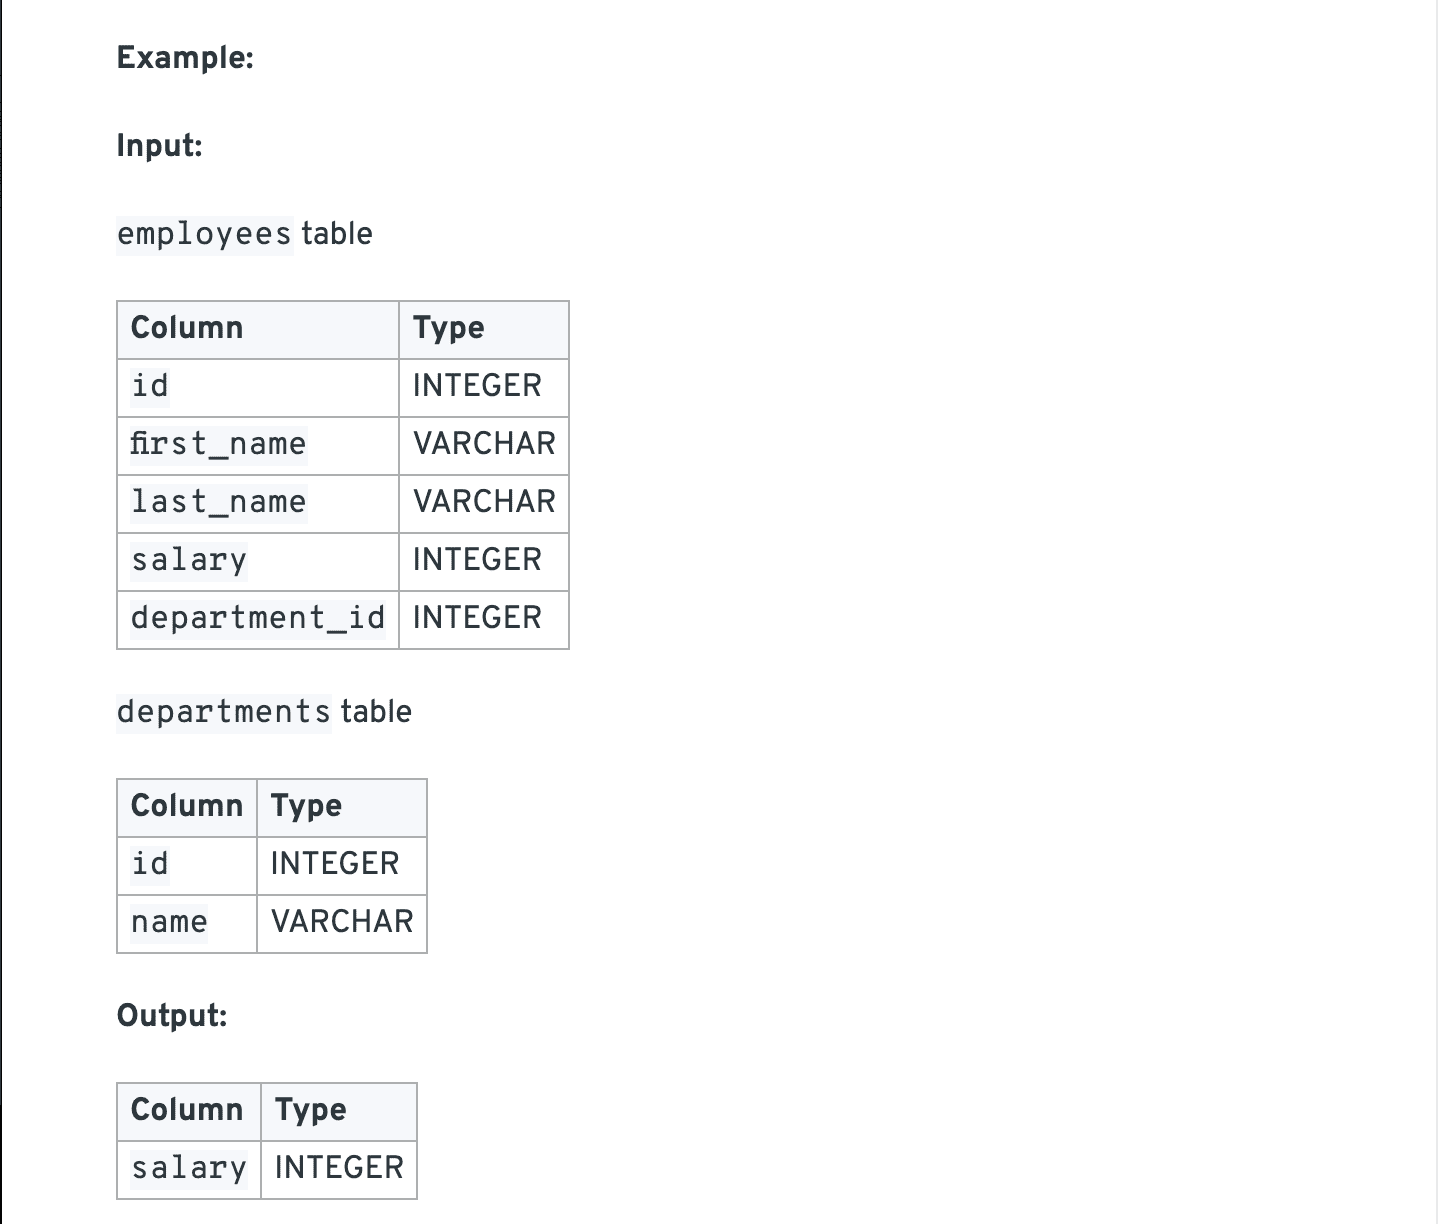 Example:
Input:
employees table
Column Type
id INTEGER
first_name VARCHAR
last_name VARCHAR
salary INTEGER
department_id INTEGER
departments table
Column Type
id INTEGER
name VARCHAR
Output:
Column Type
salary INTEGER